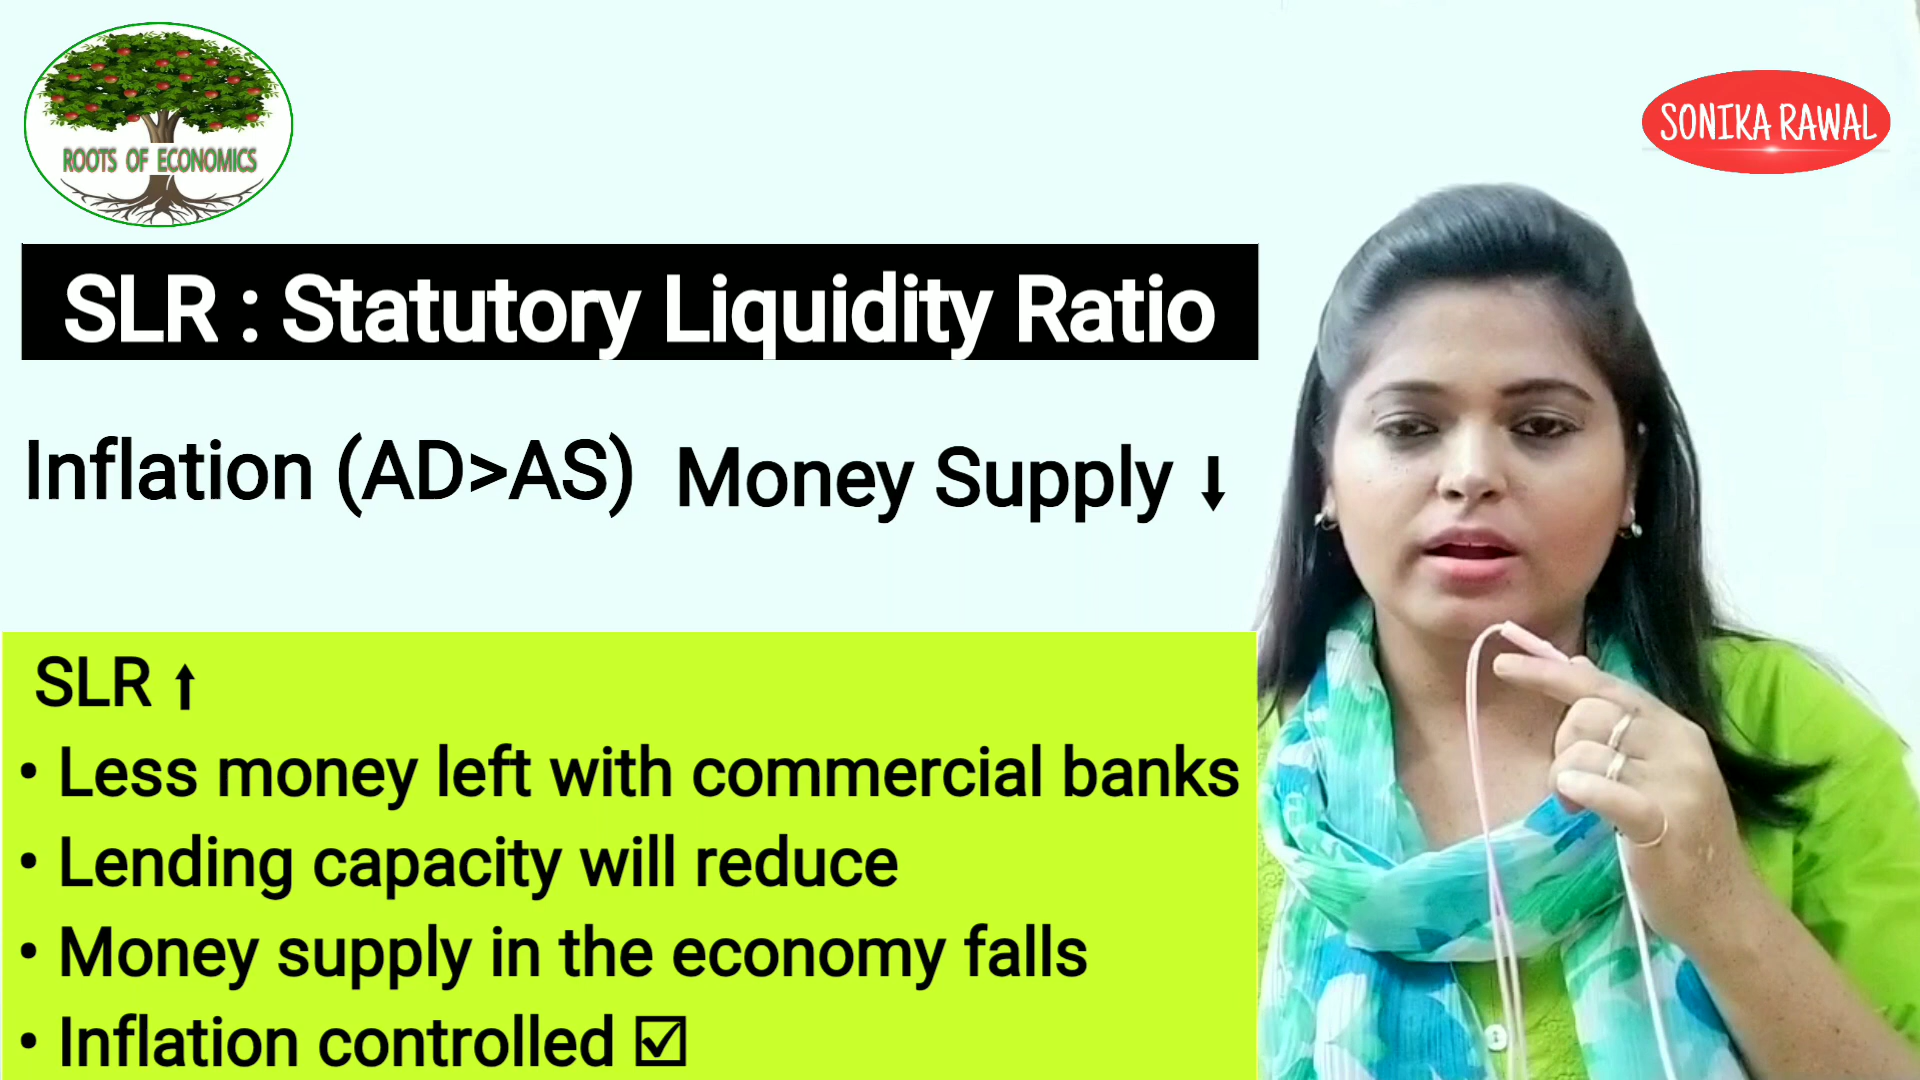 ROOTS OF ECONOMICS
SONIKA RAWAL
SLR : Statutory Liquidity Ratio
Inflation (AD>AS) Money Supply ⬇
SLR ⬆
• Less money left with commercial banks
• Lending capacity will reduce
• Money supply in the economy falls
• Inflation controlled ☑